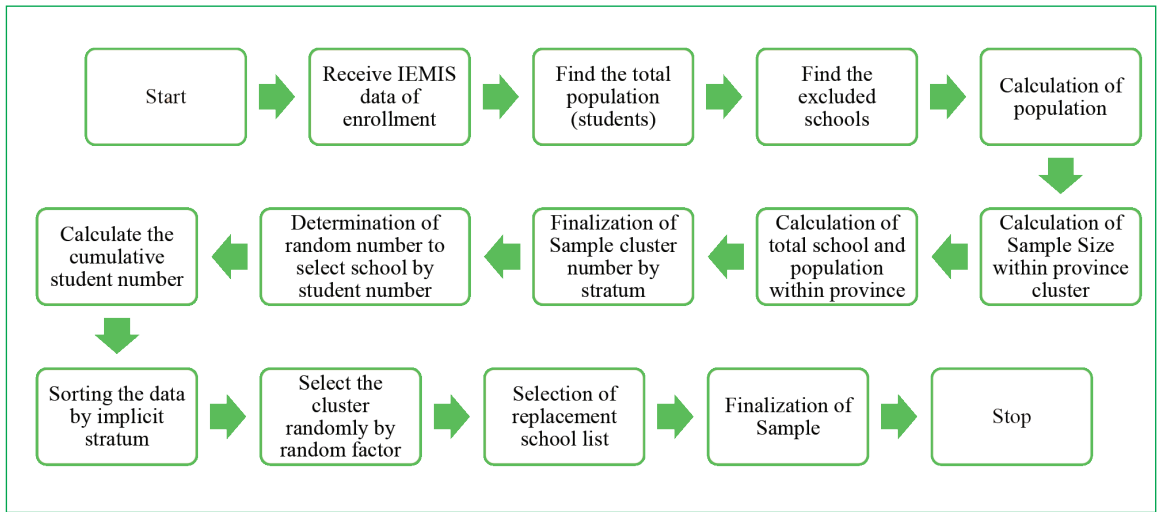 Start
Receive IEMIS
data of
enrollment
Find the total
population
(students)
Find the
excluded
schools
Calculation of
population
Calculation of
Sample Size
within province
cluster
Calculation of
total school and
population
within province
Finalization of
Sample cluster
number by
stratum
Determination of
random number to
select school by
student number
Calculate the
cumulative
student number
Sorting the data
by implicit
stratum
Select the
cluster
randomly by
random factor
Selection of
replacement
school list
Finalization of
Sample
Stop